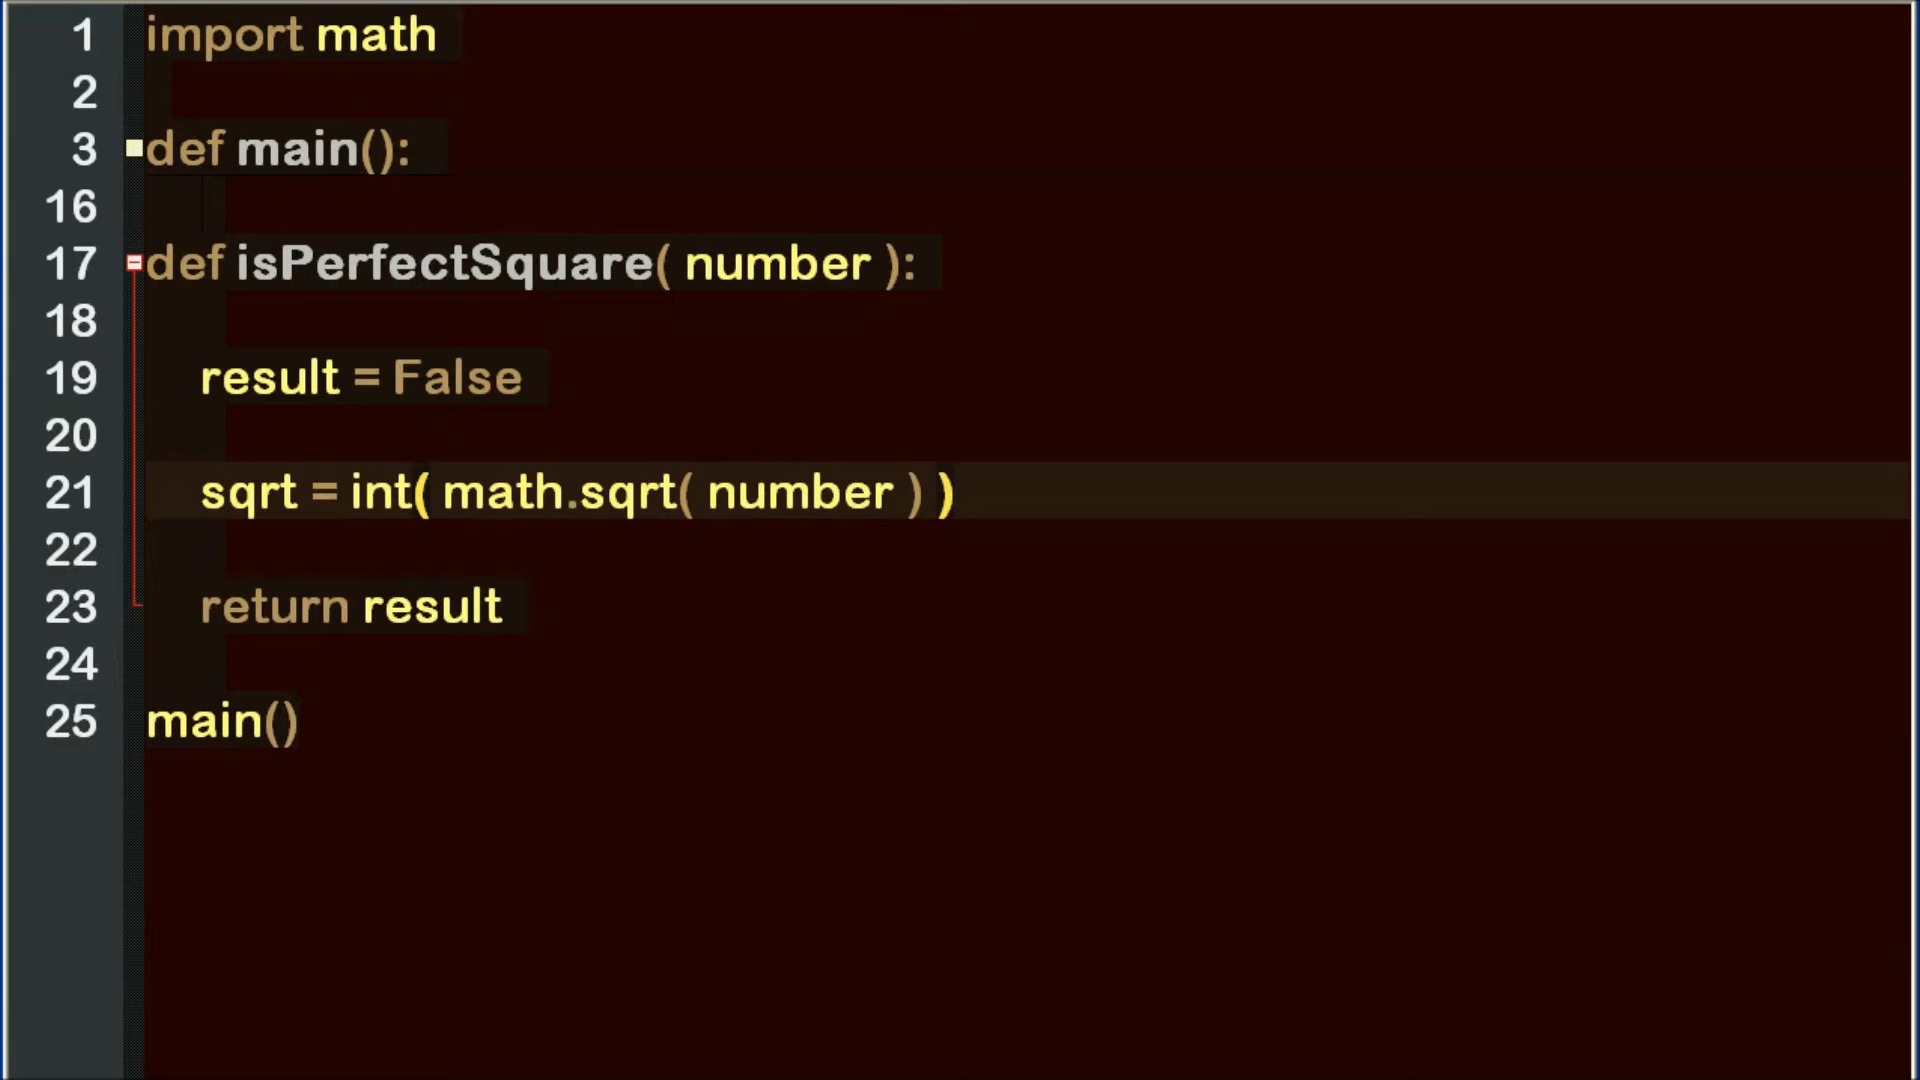 1 import math
2
3 def main():
16
17 def isPerfectSquare( number ):
18
19 result = False
20
21 sqrt = int( math.sqrt( number ) )
22
23 return result
24
25 main()